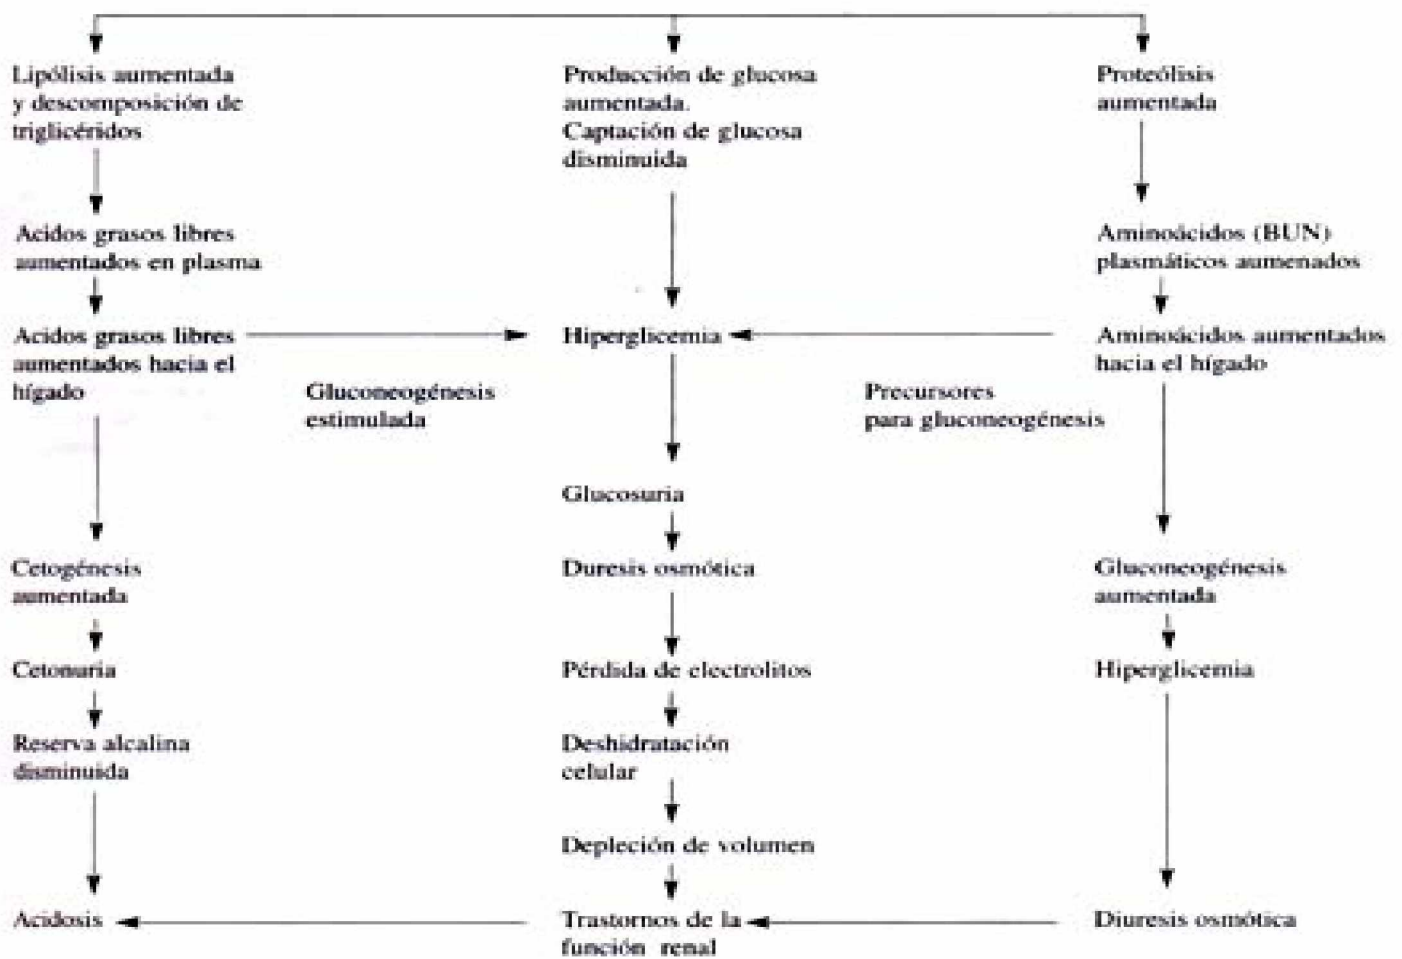 Lipólisis aumentada
y descomposición de
triglicéridos
Producción de glucosa
aumentada.
Captación de glucosa
disminuida
Proteólisis
aumentada
Acidos grasos libres
aumentados en plasma
Aminoácidos (BUN)
plasmáticos aumenados
Acidos grasos libres
aumentados hacia el
hígado
Gluconeogénesis
estimulada
Hiperglicemia
Precursores
para gluconeogénesis
Aminoácidos aumentados
hacia el hígado
Glucosuria
Cetogénesis
aumentada
Duresis osmótica
Gluconeogénesis
aumentada
Cetonuria
Pérdida de electrolitos
Hiperglicemia
Reserva alcalina
disminuida
Deshidratación
celular
Depleción de volumen
Acidosis
Trastornos de la
función renal
Diuresis osmótica